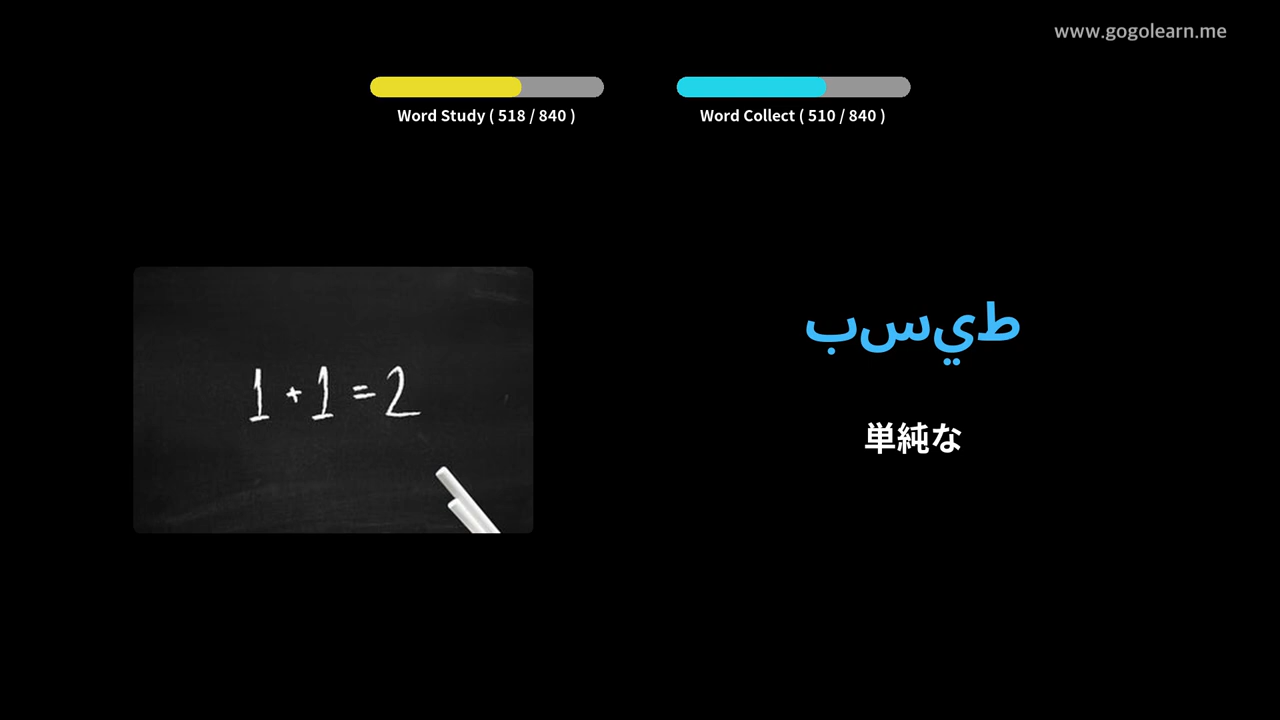 www.gogolearn.me
Word Study ( 518 / 840 )
Word Collect ( 510 / 840 )
1 + 1 = 2
بسيط
単純な